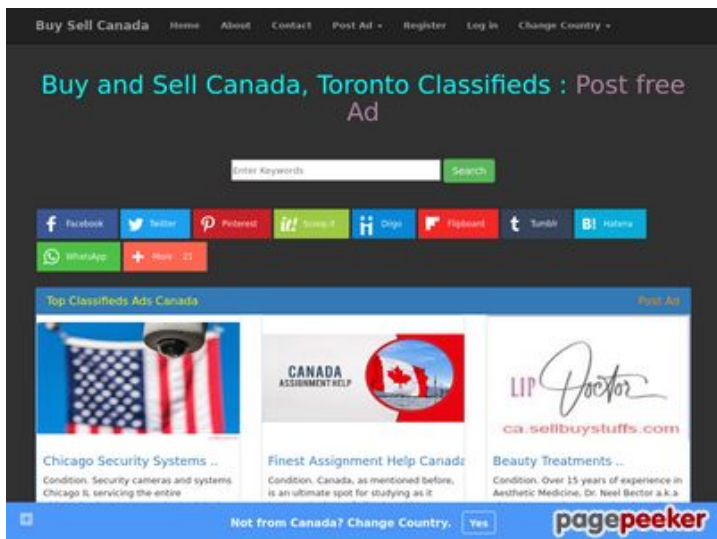 Buy Sell Canada Home About Contact Post Ad Register Log in Change Country
Buy and Sell Canada, Toronto Classifieds : Post free
Ad
Enter Keywords Search
Facebook Twitter Pinterest it! Scoop.it Diigo Flipboard t Tumblr B! Hatena
WhatsApp More 21
Top Classifieds Ads Canada Post Ad
CANADA
ASSIGNMENT HELP
LIP Doctor
ca.sellbuystuffs.com
Chicago Security Systems ..
Finest Assignment Help Canada
Beauty Treatments ..
Condition. Security cameras and systems
Chicago IL servicing the entire
Condition. Canada, as mentioned before,
is an ultimate spot for studying as it
Condition. Over 15 years of experience in
Aesthetic Medicine, Dr. Neel Bector a.k.a
Not from Canada? Change Country. Yes
pagepeeker